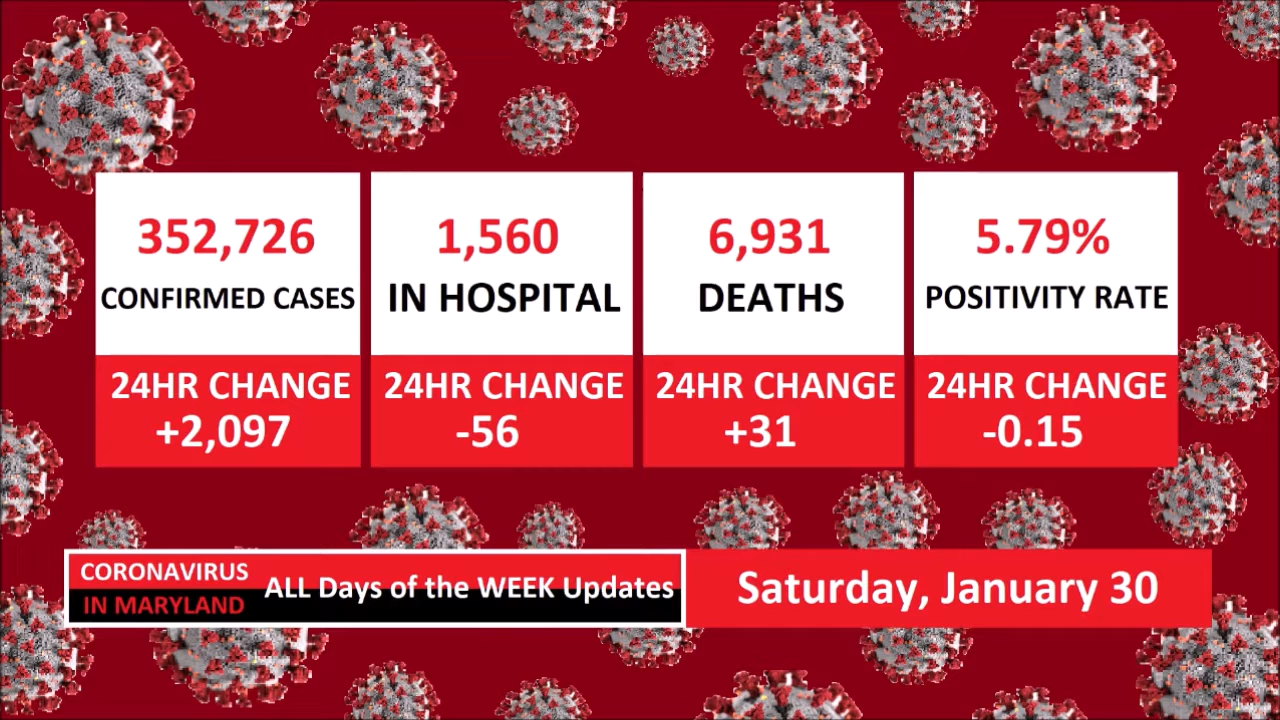 352,726
CONFIRMED CASES
24HR CHANGE
+2,097
1,560
IN HOSPITAL
24HR CHANGE
-56
6,931
DEATHS
24HR CHANGE
+31
5.79%
POSITIVITY RATE
24HR CHANGE
-0.15
CORONAVIRUS
IN MARYLAND
ALL Days of the WEEK Updates
Saturday, January 30